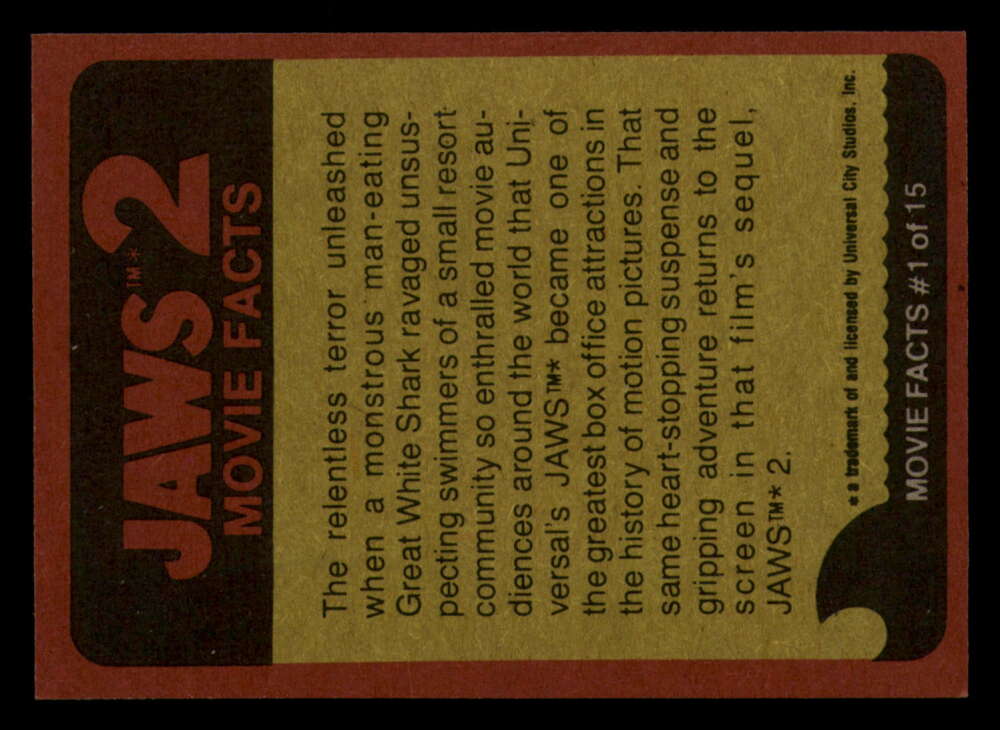 JAWS™* 2
MOVIE FACTS
The relentless terror unleashed
when a monstrous man-eating
Great White Shark ravaged unsus-
pecting swimmers of a small resort
community so enthralled movie au-
diences around the world that Uni-
versal's JAWS™* became one of
the greatest box office attractions in
the history of motion pictures. That
same heart-stopping suspense and
gripping adventure returns to the
screen in that film's sequel,
JAWS™* 2.
* a trademark of and licensed by Universal City Studios, Inc.
MOVIE FACTS #1 of 15